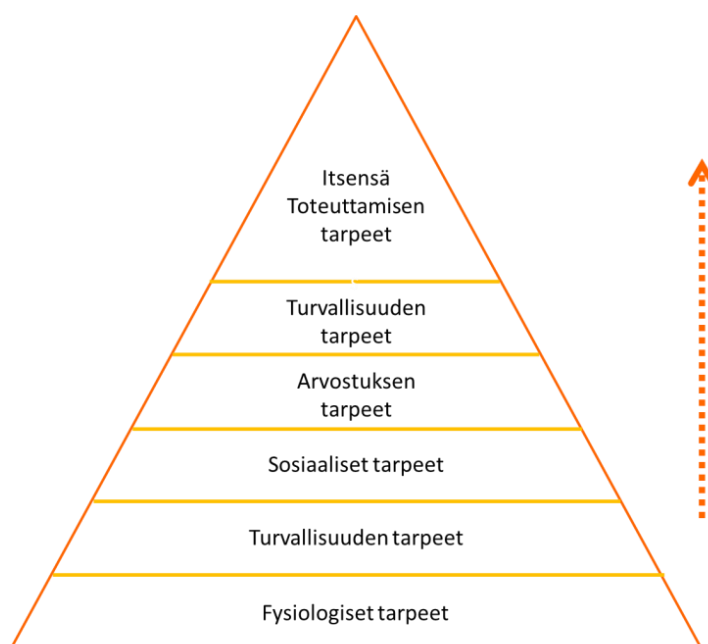 Itsensä
Toteuttamisen
tarpeet
Turvallisuuden
tarpeet
Arvostuksen
tarpeet
Sosiaaliset tarpeet
Turvallisuuden tarpeet
Fysiologiset tarpeet